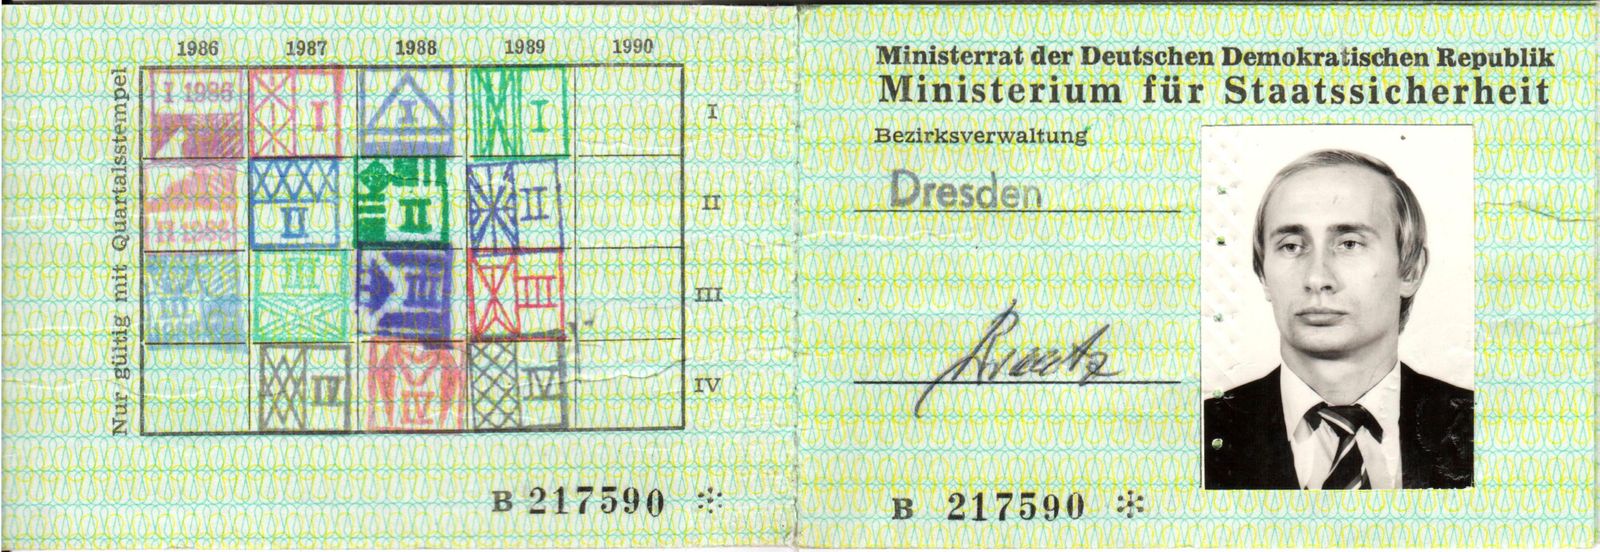 1986 1987 1988 1989 1990
Nur gültig mit Quartalsstempel
I 1986 I I I I
II 1986 II II II II
III III III III III
IV IV IV IV
B 217590 *
Ministerrat der Deutschen Demokratischen Republik
Ministerium für Staatssicherheit
Bezirksverwaltung
Dresden
B 217590 *